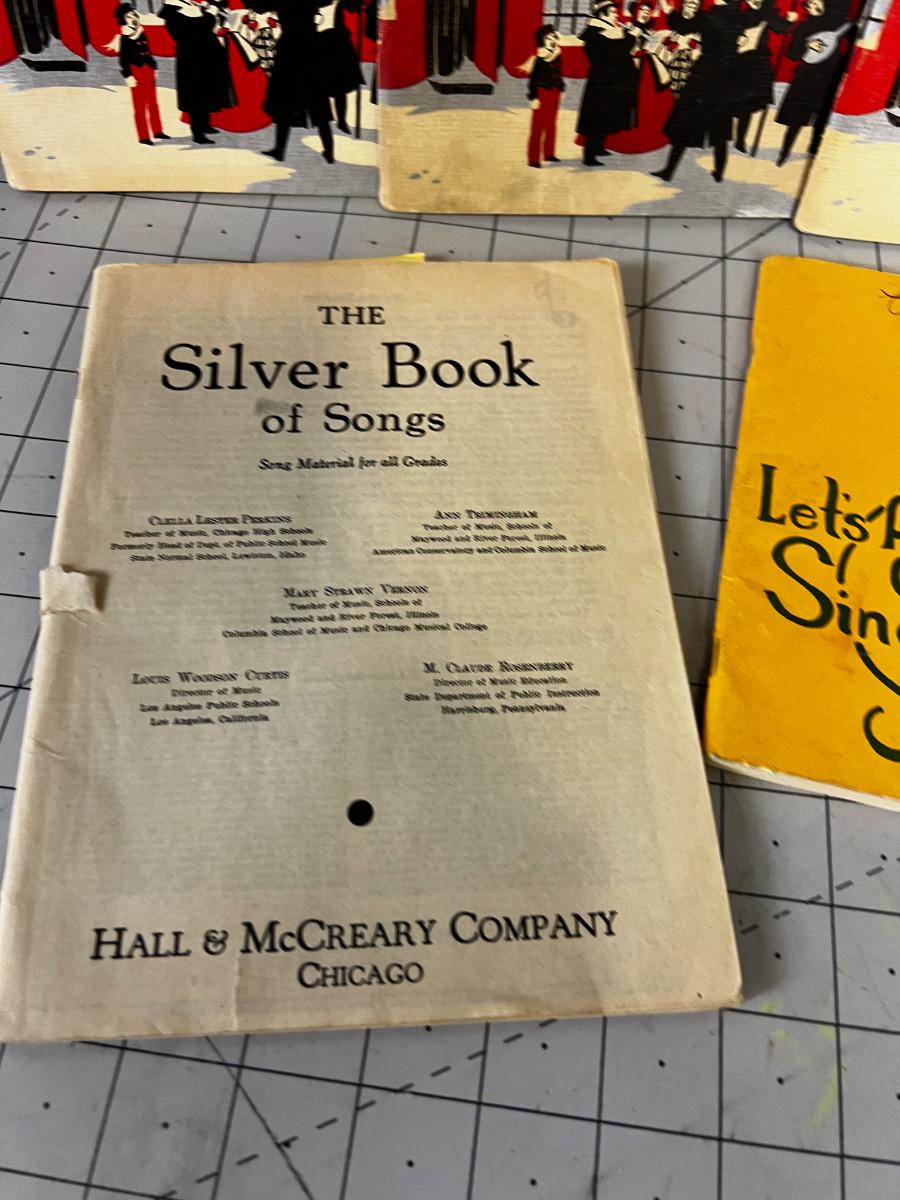 THE
Silver Book
of Songs
Song Material for all Grades
CLELLA LESTER PERKINS
Teacher of Music, Chicago High Schools
Formerly Head of Dept. of Public School Music
State Normal School, Lewiston, Idaho
ANN TRIMINGHAM
Teacher of Music, Schools of
Maywood and River Forest, Illinois
American Conservatory and Columbia School of Music
MARY STRAWN VERNON
Teacher of Music, Schools of
Maywood and River Forest, Illinois
Columbia School of Music and Chicago Musical College
LOUIS WOODSON CURTIS
Director of Music
Los Angeles Public Schools
Los Angeles, California
M. CLAUDE ROSENBERRY
Director of Music Education
State Department of Public Instruction
Harrisburg, Pennsylvania
HALL & McCREARY COMPANY
CHICAGO
Let's
Sing